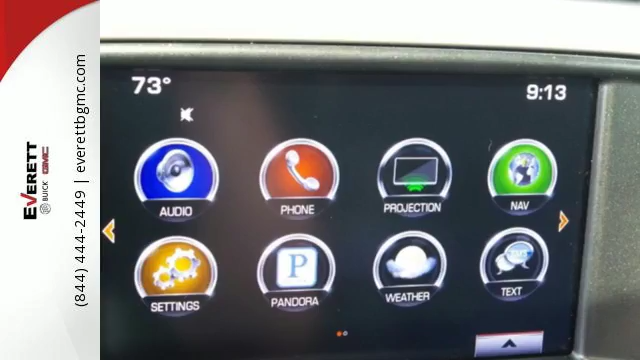 EVERETT
BUICK GMC
(844) 444-2449 | everettbgmc.com
73°
9:13
AUDIO
PHONE
PROJECTION
NAV
SETTINGS
P
PANDORA
WEATHER
TEXT